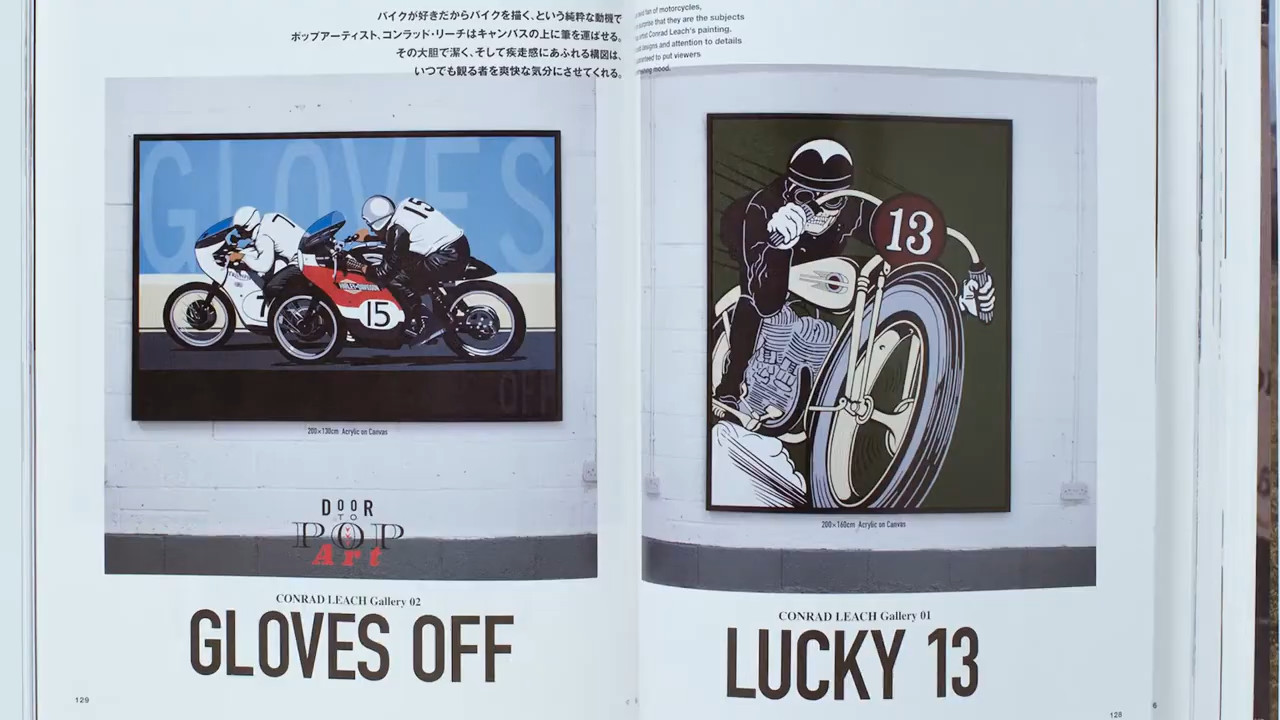 バイクが好きだからバイクを描く、という純粋な動機で
ポップアーティスト、コンラッド・リーチはキャンバスの上に筆を運ばせる。
その大胆で潔く、そして疾走感にあふれる構図は、
いつでも観る者を爽快な気分にさせてくれる。
fan of motorcycles,
surprise that they are the subjects
artist Conrad Leach's painting.
designs and attention to details
to put viewers
mood.
GLOVES
15
HARLEY-DAVIDSON
15
OFF
200×130cm Acrylic on Canvas
DOOR
TO
POP
Art
CONRAD LEACH Gallery 02
GLOVES OFF
129
13
200×160cm Acrylic on Canvas
CONRAD LEACH Gallery 01
LUCKY 13
128
6